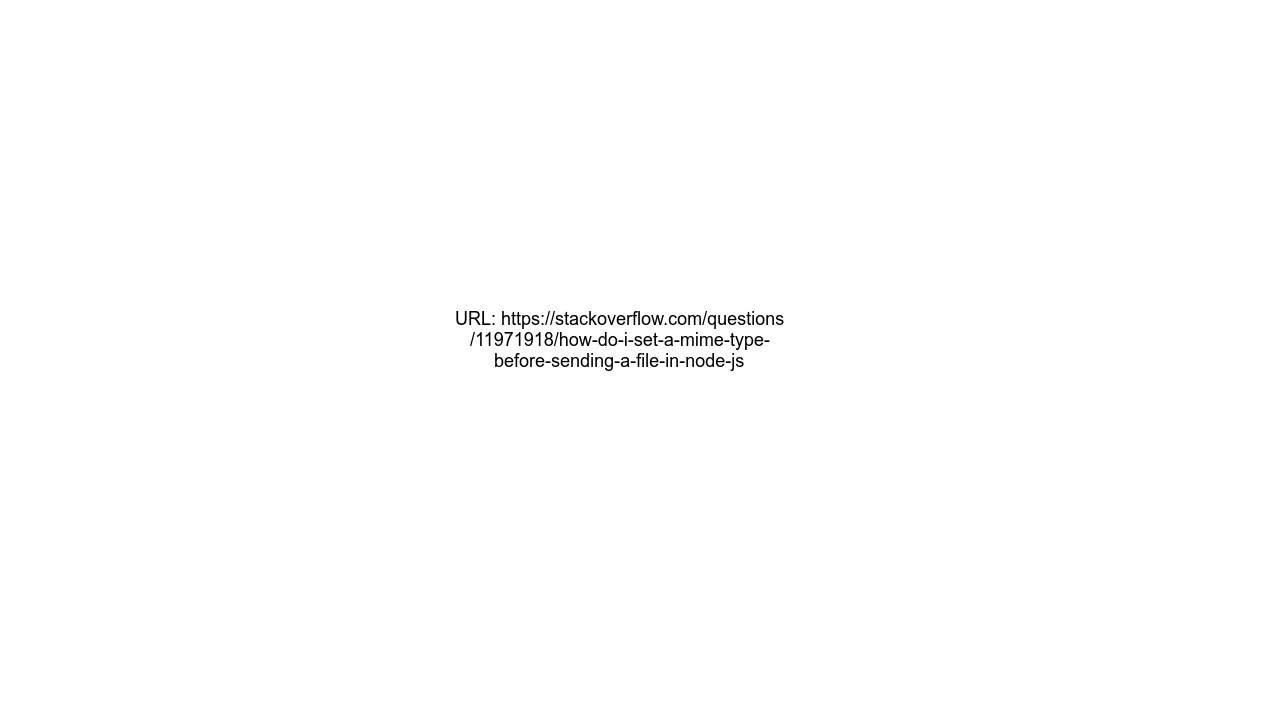 URL: https://stackoverflow.com/questions
/11971918/how-do-i-set-a-mime-type-
before-sending-a-file-in-node-js